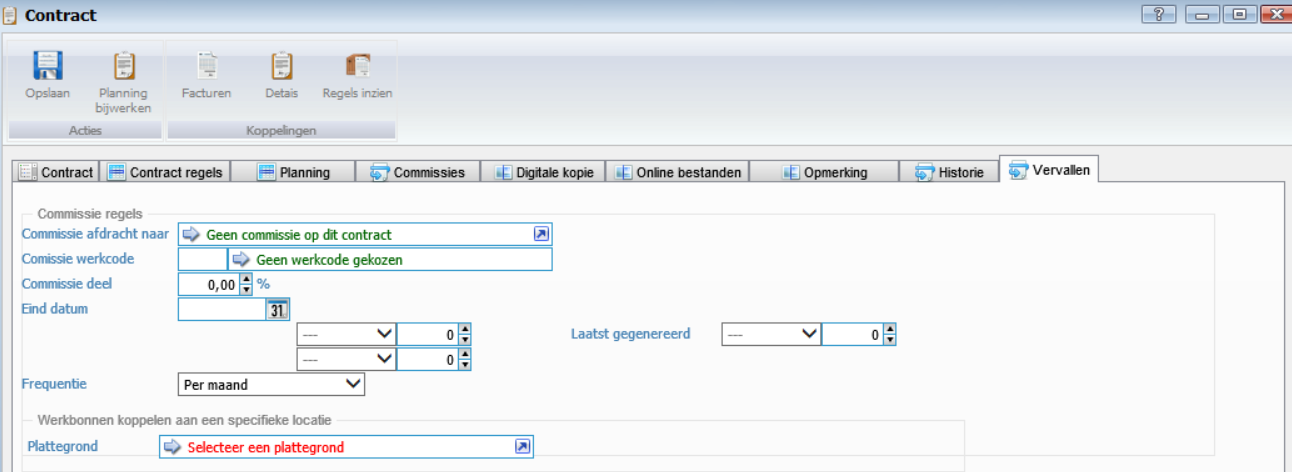 Contract
Opslaan
Planning bijwerken
Facturen
Detais
Regels inzien
Acties
Koppelingen
Contract
Contract regels
Planning
Commissies
Digitale kopie
Online bestanden
Opmerking
Historie
Vervallen
Commissie regels
Commissie afdracht naar Geen commissie op dit contract
Comissie werkcode Geen werkcode gekozen
Commissie deel 0,00 %
Eind datum 31
--- 0 Laatst gegenereerd --- 0
--- 0
Frequentie Per maand
Werkbonnen koppelen aan een specifieke locatie
Plattegrond Selecteer een plattegrond